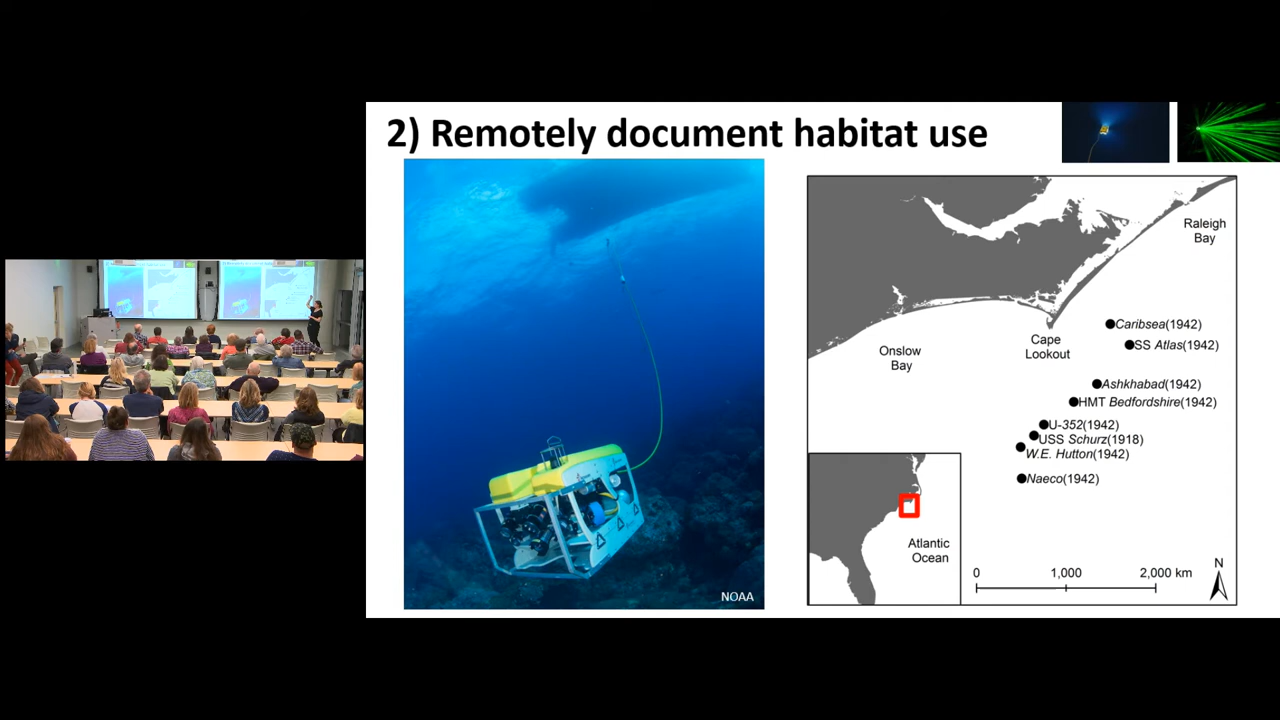 2) Remotely document habitat use
NOAA
Raleigh
Bay
Caribsea(1942)
Cape
Lookout
SS Atlas(1942)
Onslow
Bay
Ashkhabad(1942)
HMT Bedfordshire(1942)
U-352(1942)
USS Schurz(1918)
W.E. Hutton(1942)
Naeco(1942)
Atlantic
Ocean
0 1,000 2,000 km
N